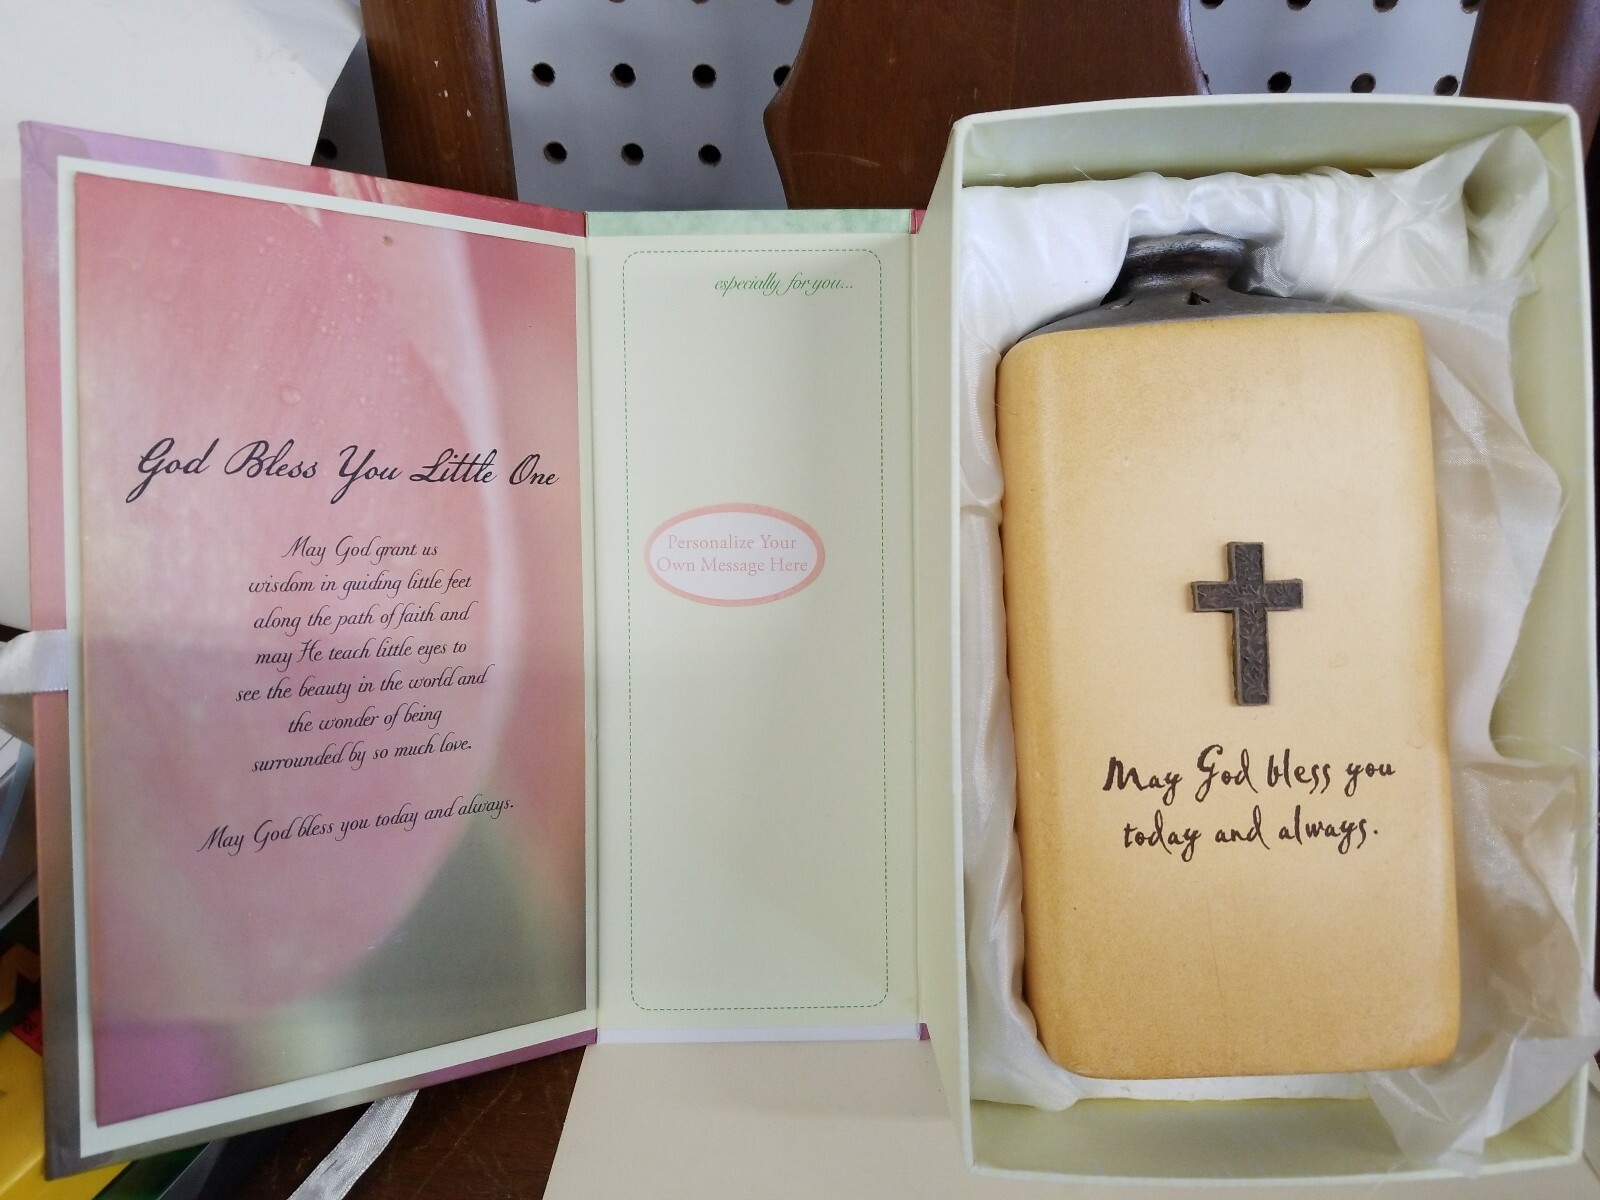 God Bless You Little One
May God grant us
wisdom in guiding little feet
along the path of faith and
may He teach little eyes to
see the beauty in the world and
the wonder of being
surrounded by so much love.
May God bless you today and always.
especially for you...
Personalize Your
Own Message Here
May God bless you
today and always.